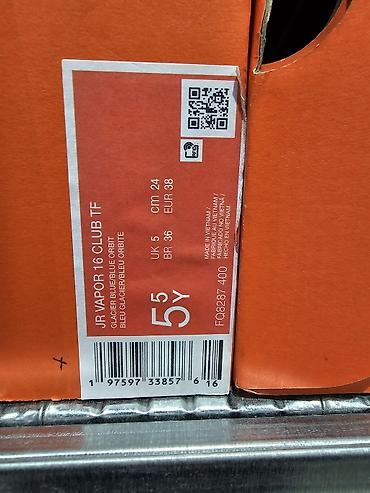 JR VAPOR 16 CLUB TF
GLACIER BLUE/BLUE ORBIT
BLEU GLACIER/BLEU ORBITE
UK 5
cm 24
BR 36
EUR 38
5.5Y
MADE IN VIETNAM /
FABRIQUÉ AU VIETNAM /
FABRICADO NO VIETNÃ /
HECHO EN VIETNAM
FQ8287 400
1 97597 33857 6 16